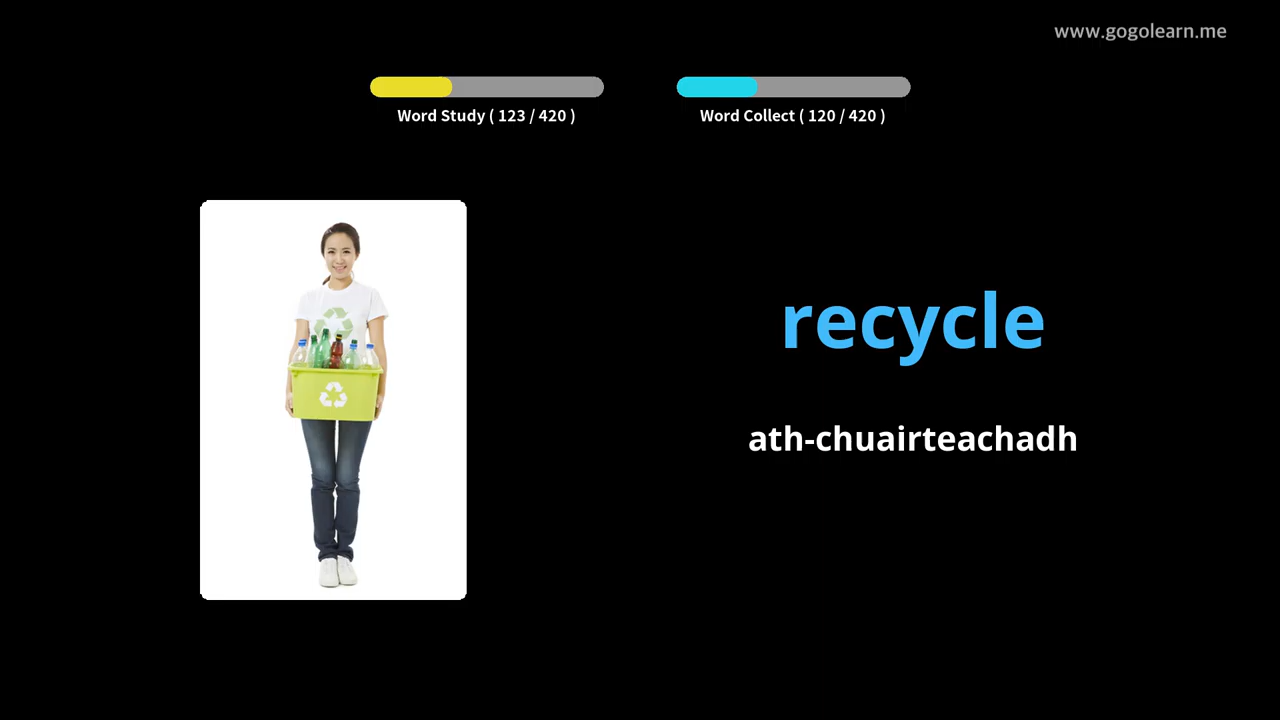 www.gogolearn.me
Word Study ( 123 / 420 )
Word Collect ( 120 / 420 )
recycle
ath-chuairteachadh